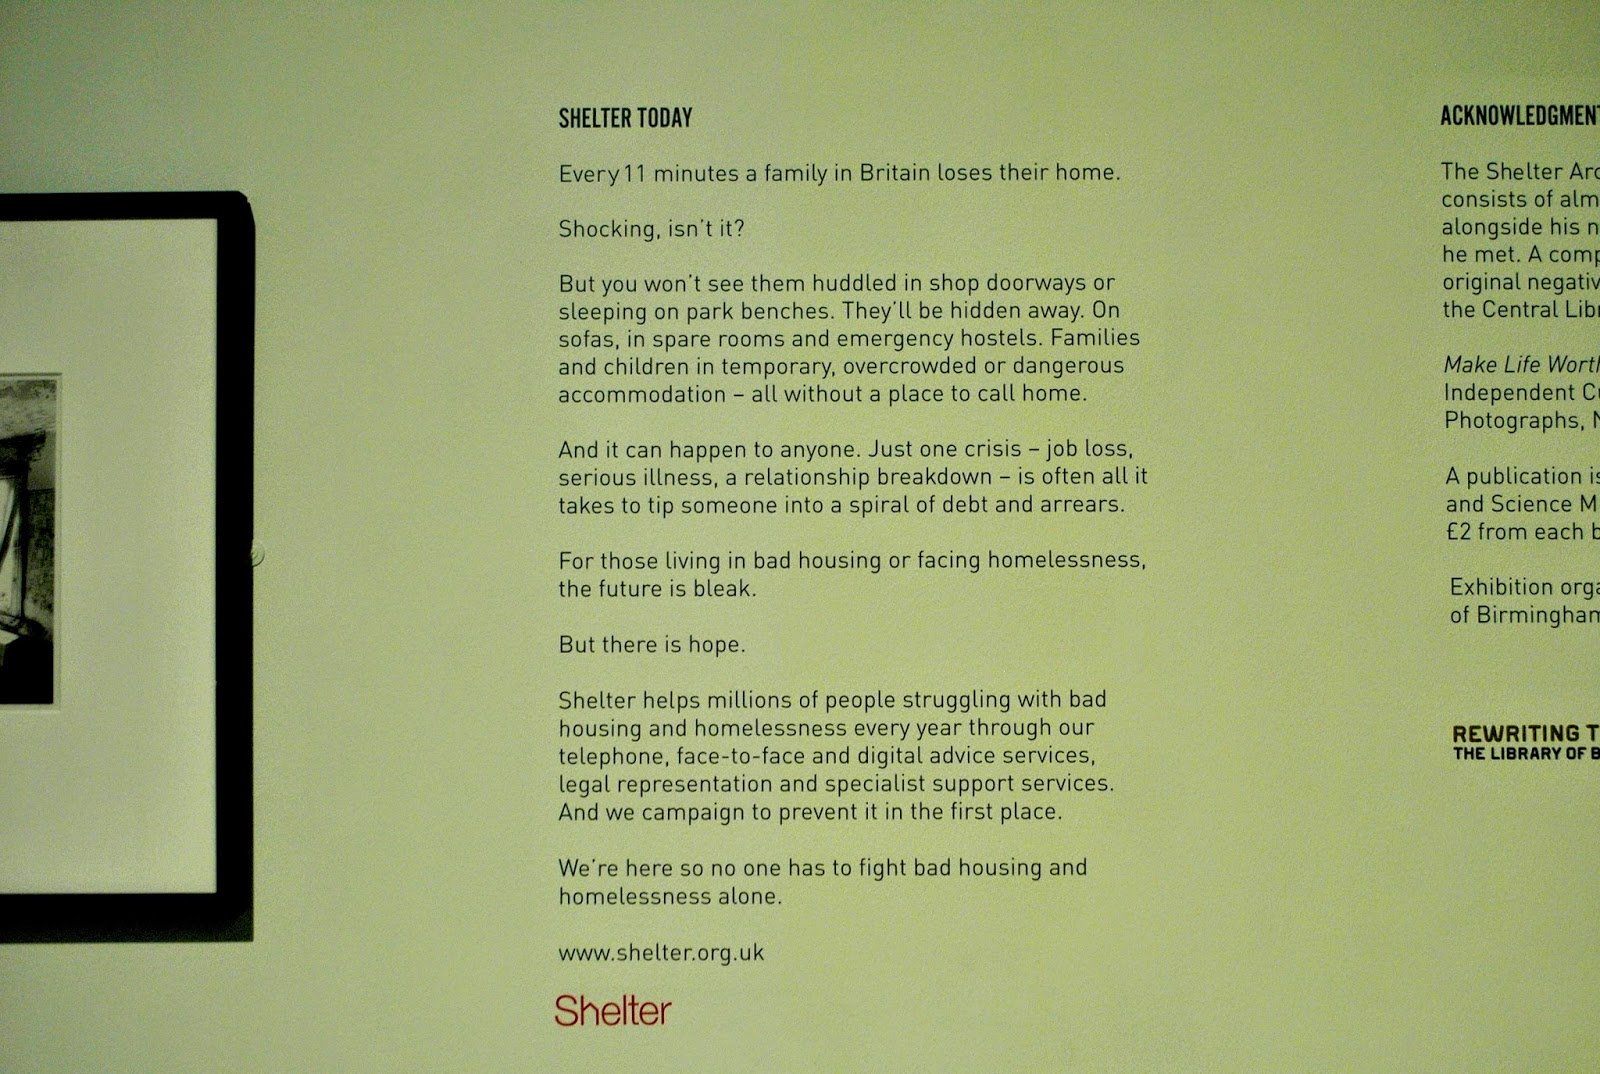 SHELTER TODAY
Every 11 minutes a family in Britain loses their home.
Shocking, isn't it?
But you won't see them huddled in shop doorways or
sleeping on park benches. They'll be hidden away. On
sofas, in spare rooms and emergency hostels. Families
and children in temporary, overcrowded or dangerous
accommodation – all without a place to call home.
And it can happen to anyone. Just one crisis – job loss,
serious illness, a relationship breakdown – is often all it
takes to tip someone into a spiral of debt and arrears.
For those living in bad housing or facing homelessness,
the future is bleak.
But there is hope.
Shelter helps millions of people struggling with bad
housing and homelessness every year through our
telephone, face-to-face and digital advice services,
legal representation and specialist support services.
And we campaign to prevent it in the first place.
We're here so no one has to fight bad housing and
homelessness alone.
www.shelter.org.uk
Shelter
The Shelter
consists of
alongside his
he met. A
original
the Central
Make Life
Independent
Photographs,
A publication
and Science
£2 from each
Exhibition
of Birmingham
REWRITING
THE LIBRARY OF